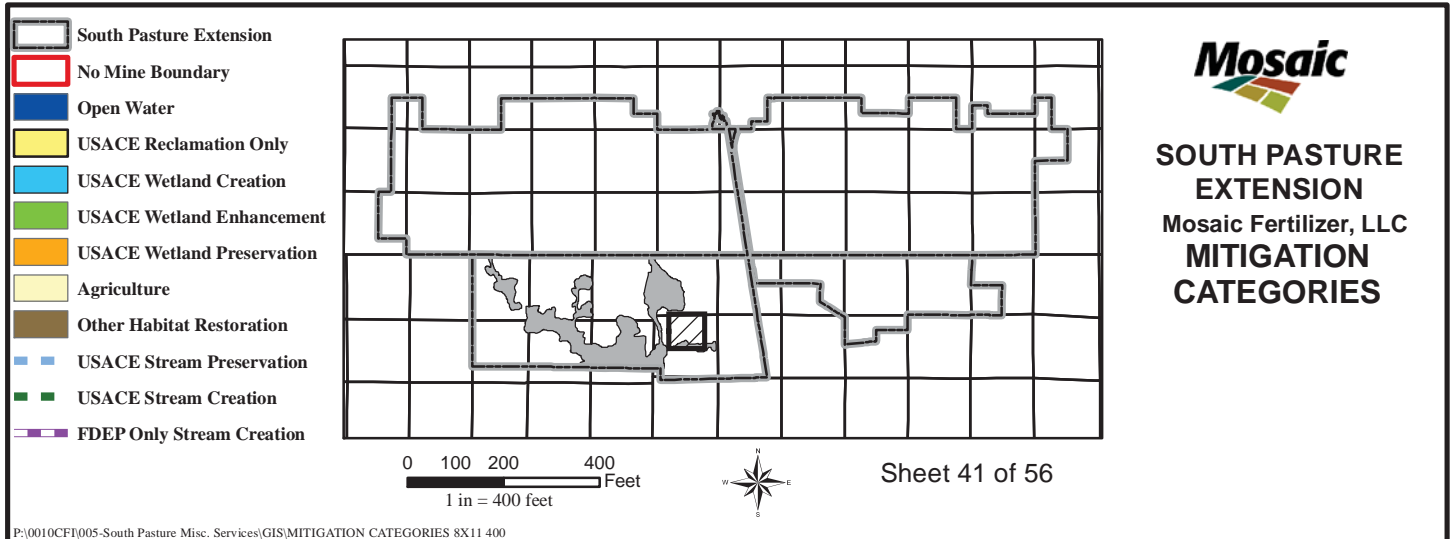 South Pasture Extension
No Mine Boundary
Open Water
USACE Reclamation Only
USACE Wetland Creation
USACE Wetland Enhancement
USACE Wetland Preservation
Agriculture
Other Habitat Restoration
USACE Stream Preservation
USACE Stream Creation
FDEP Only Stream Creation
0 100 200 400
Feet
1 in = 400 feet
N
W E
S
Sheet 41 of 56
Mosaic
SOUTH PASTURE
EXTENSION
Mosaic Fertilizer, LLC
MITIGATION
CATEGORIES
P:\0010CFI\005-South Pasture Misc. Services\GIS\MITIGATION CATEGORIES 8X11 400